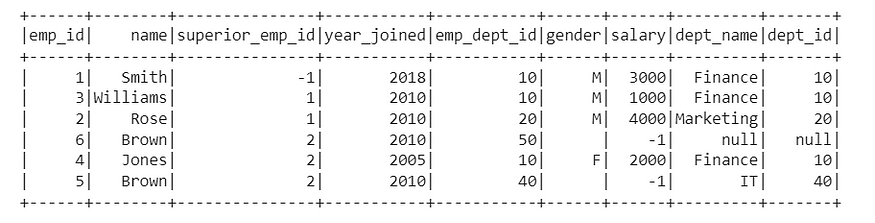 +------+--------+---------------+-----------+-----------+------+------+---------+-------+
|emp_id|    name|superior_emp_id|year_joined|emp_dept_id|gender|salary|dept_name|dept_id|
+------+--------+---------------+-----------+-----------+------+------+---------+-------+
|     1|   Smith|             -1|       2018|         10|     M|  3000|  Finance|     10|
|     3|Williams|              1|       2010|         10|     M|  1000|  Finance|     10|
|     2|    Rose|              1|       2010|         20|     M|  4000|Marketing|     20|
|     6|   Brown|              2|       2010|         50|      |    -1|     null|   null|
|     4|   Jones|              2|       2005|         10|     F|  2000|  Finance|     10|
|     5|   Brown|              2|       2010|         40|      |    -1|       IT|     40|
+------+--------+---------------+-----------+-----------+------+------+---------+-------+